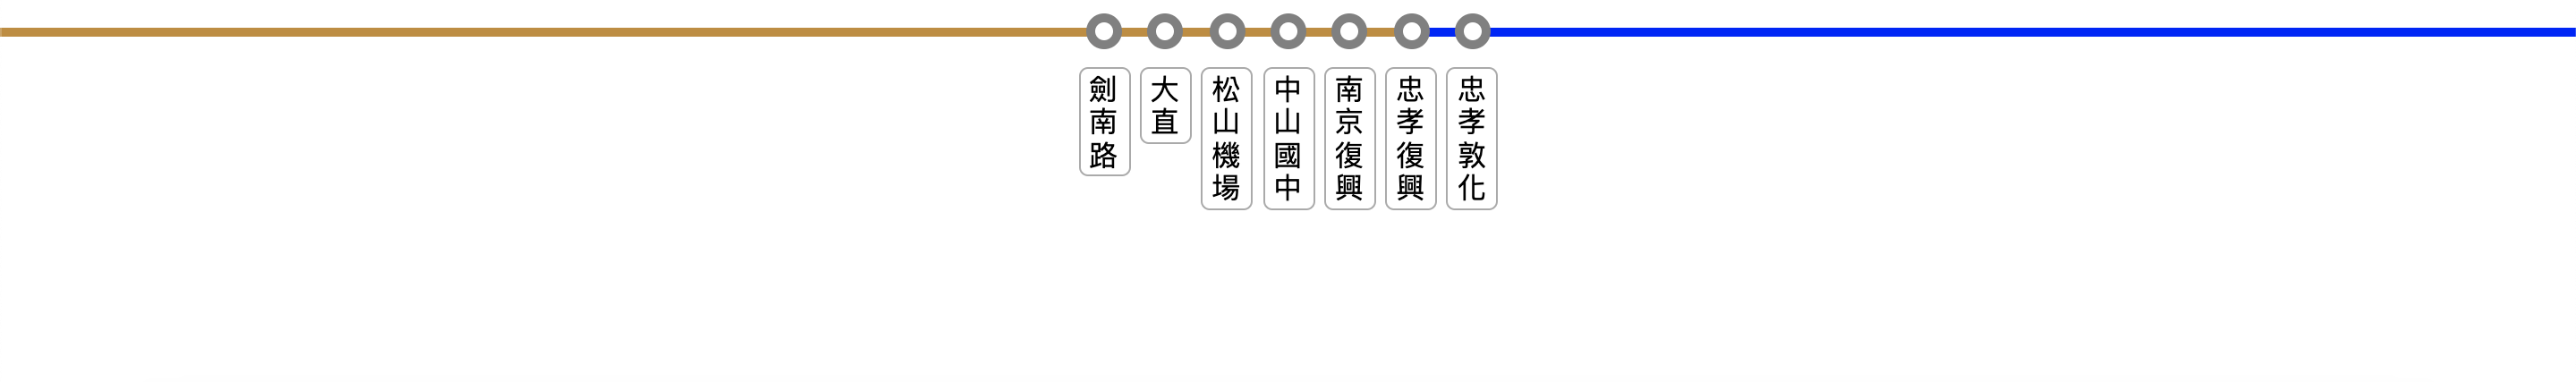 劍南路
大直
松山機場
中山國中
南京復興
忠孝復興
忠孝敦化